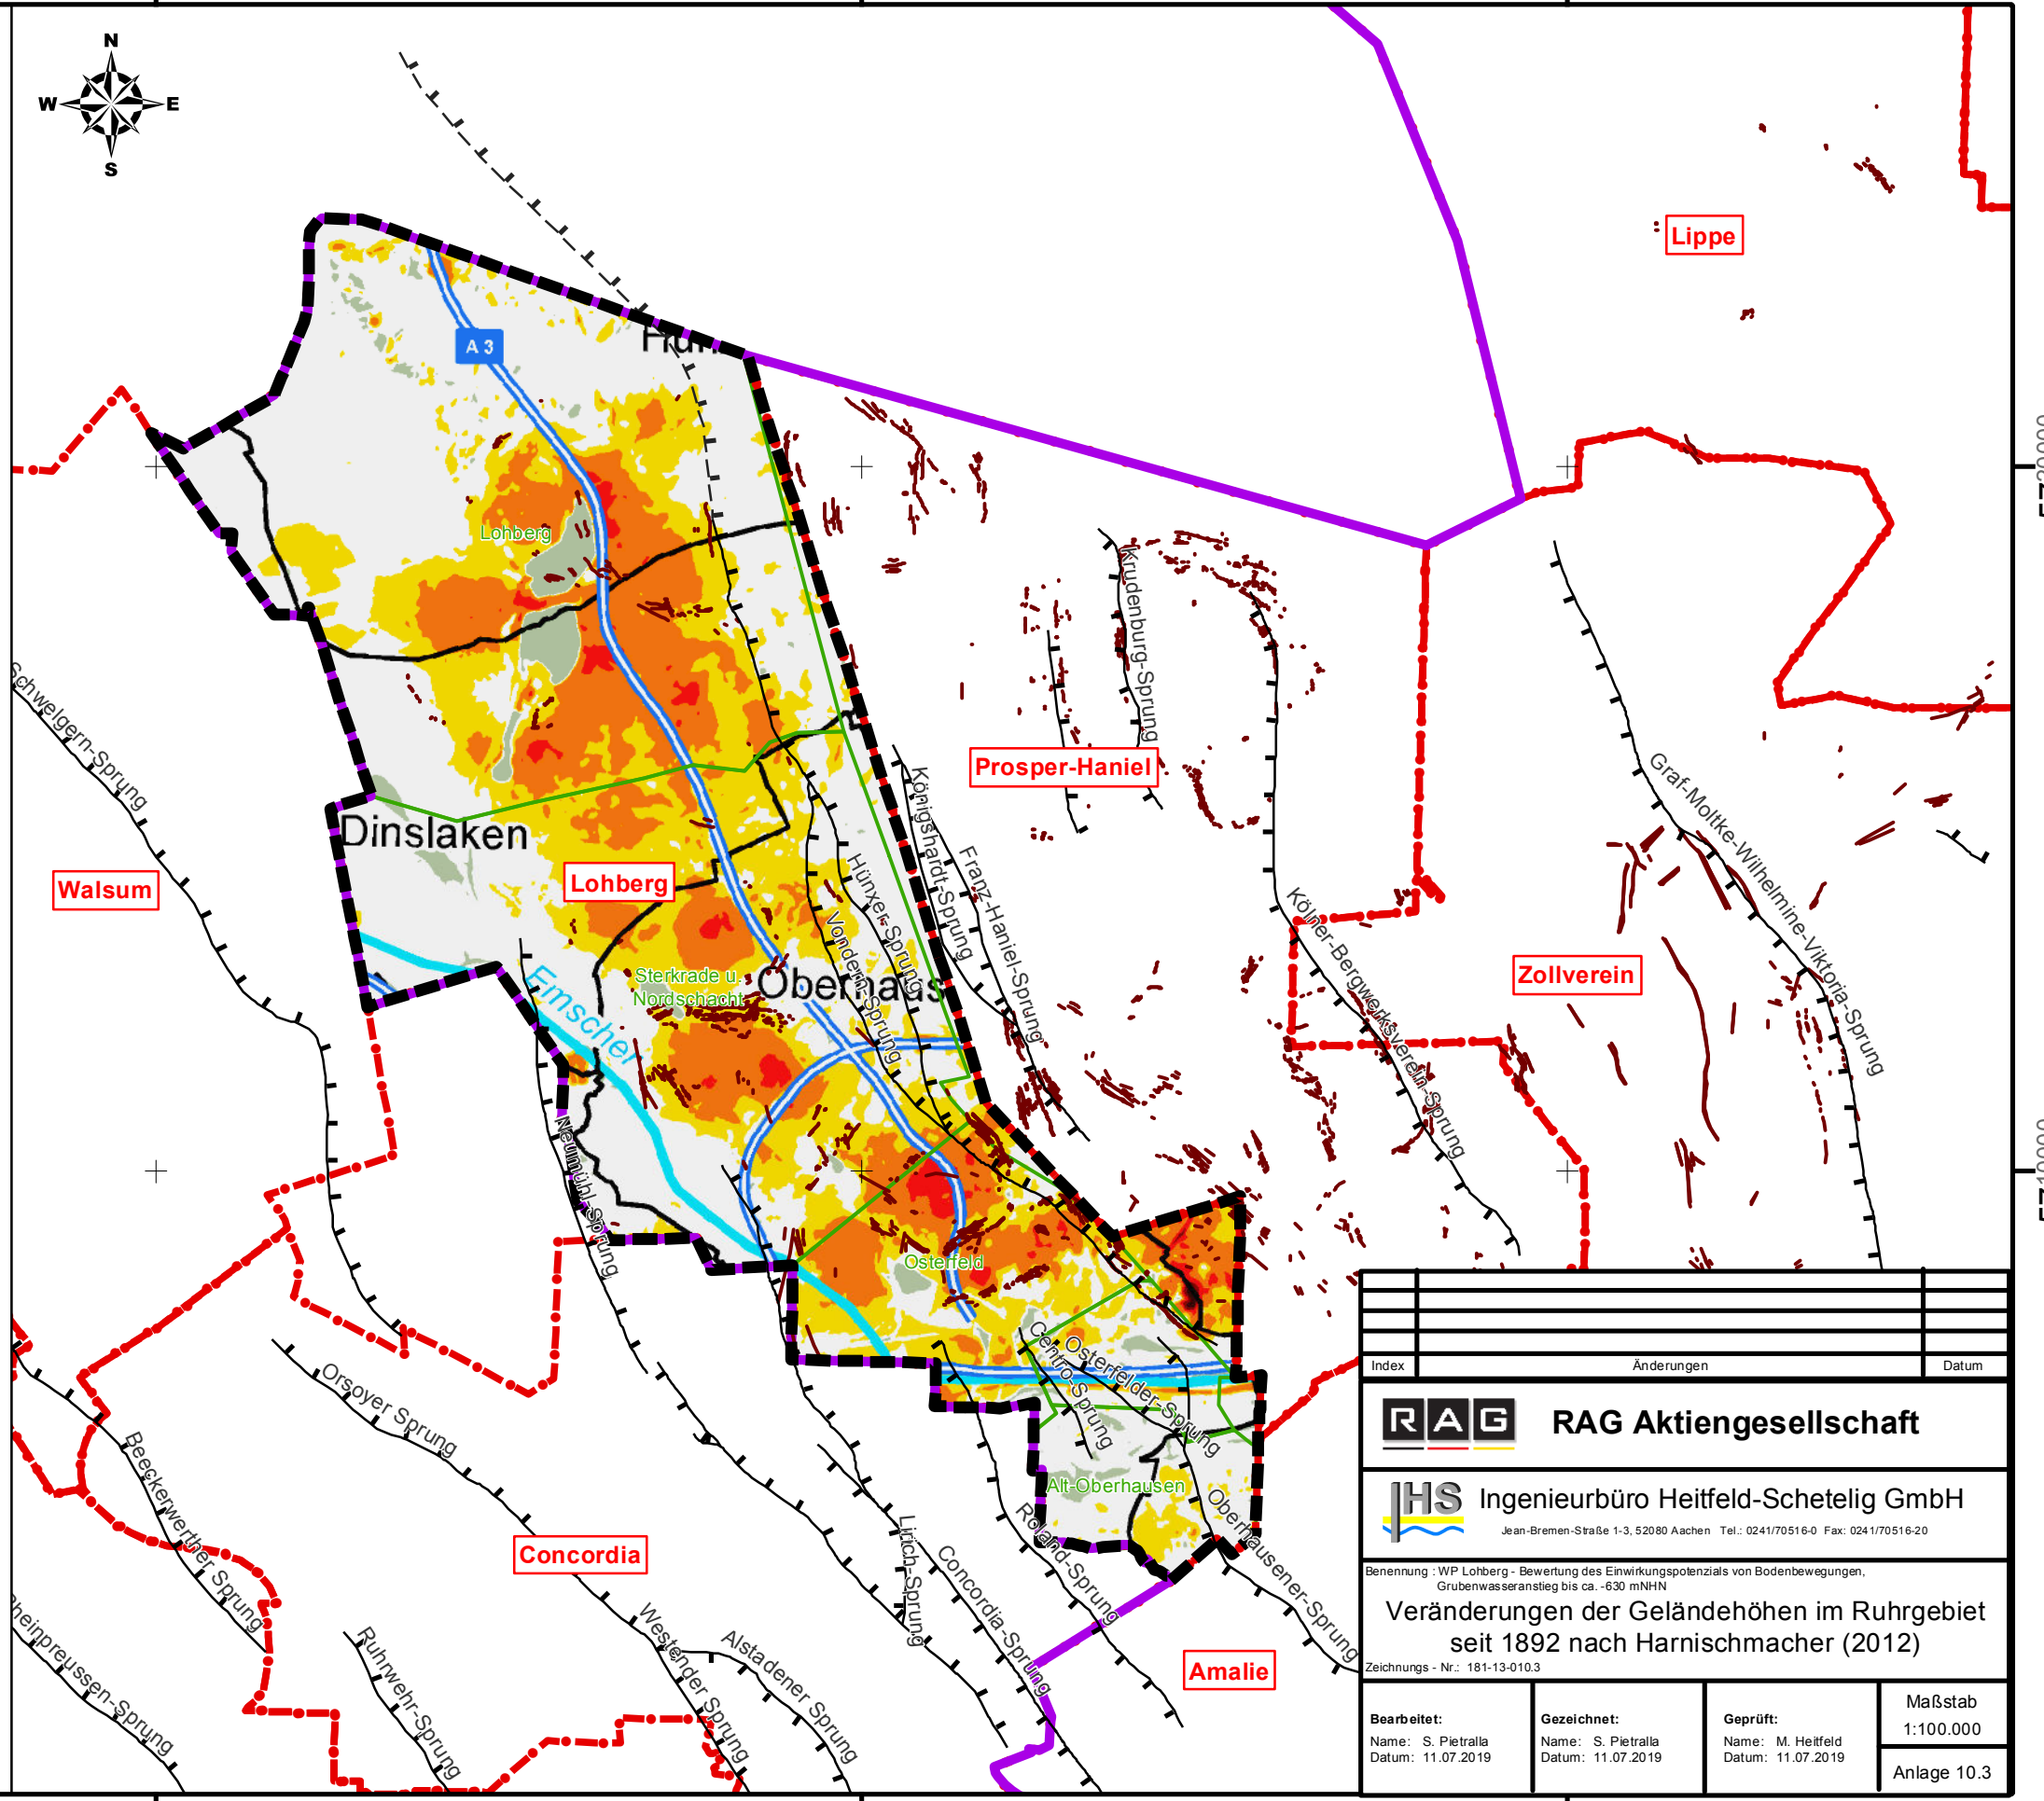 N
W E
S
Lippe
A 3
Lohberg
Krudenburg-Sprung
Schwelgern-Sprung
Prosper-Haniel
Graf-Moltke-Wilhelmine-Viktoria-Sprung
Königshardt-Sprung
Dinslaken
Franz-Haniel-Sprung
Hünxer-Sprung
Walsum
Lohberg
Kölner-Bergwerksverein-Sprung
Vondern-Sprung
Zollverein
Sterkrade u.
Nordschacht
Oberhaus
Emscher
Neumühl-Sprung
Osterfeld
Centro-Sprung
Osterfelder-Sprung
Orsoyer Sprung
Beeckerwerther Sprung
Alt-Oberhausen
Oberhausener-Sprung
Roland-Sprung
Concordia
Lirich-Sprung
Concordia-Sprung
Rheinpreussen-Sprung
Ruhrwehr-Sprung
Westender Sprung
Alstadener Sprung
Amalie
Index Änderungen Datum
RAG RAG Aktiengesellschaft
IHS Ingenieurbüro Heitfeld-Schetelig GmbH
Jean-Bremen-Straße 1-3, 52080 Aachen Tel.: 0241/70516-0 Fax: 0241/70516-20
Benennung : WP Lohberg - Bewertung des Einwirkungspotenzials von Bodenbewegungen,
Grubenwasseranstieg bis ca. -630 mNHN
Veränderungen der Geländehöhen im Ruhrgebiet
seit 1892 nach Harnischmacher (2012)
Zeichnungs - Nr.: 181-13-010.3
Bearbeitet: Gezeichnet: Geprüft: Maßstab
Name: S. Pietralla Name: S. Pietralla Name: M. Heitfeld 1:100.000
Datum: 11.07.2019 Datum: 11.07.2019 Datum: 11.07.2019
Anlage 10.3